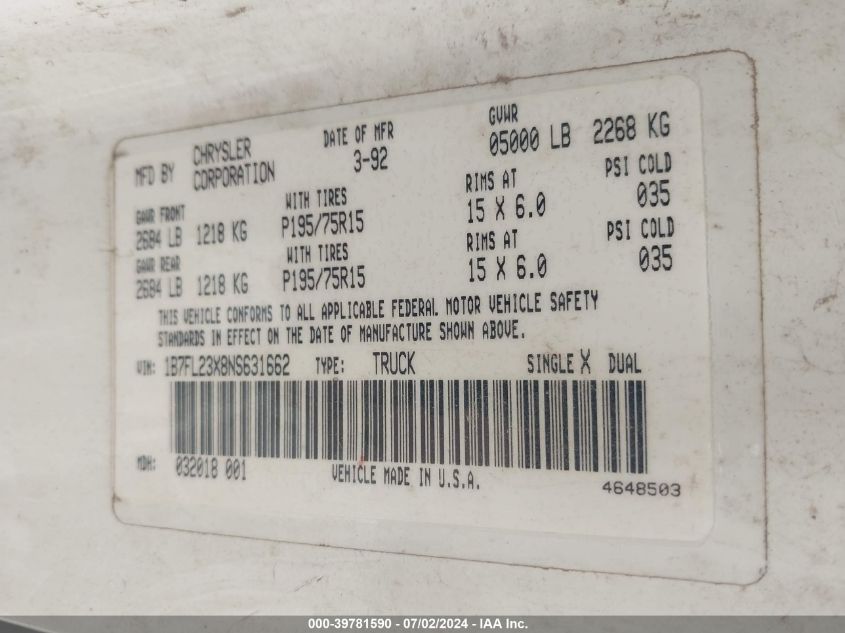 MFD BY CHRYSLER CORPORATION DATE OF MFR 3-92 GVWR 05000 LB 2268 KG
GAWR FRONT WITH TIRES RIMS AT PSI COLD
2684 LB 1218 KG P195/75R15 15 X 6.0 035
GAWR REAR WITH TIRES RIMS AT PSI COLD
2684 LB 1218 KG P195/75R15 15 X 6.0 035
THIS VEHICLE CONFORMS TO ALL APPLICABLE FEDERAL MOTOR VEHICLE SAFETY
STANDARDS IN EFFECT ON THE DATE OF MANUFACTURE SHOWN ABOVE.
VIN: 1B7FL23X8NS631662 TYPE: TRUCK SINGLE X DUAL
MDH: 032018 001 VEHICLE MADE IN U.S.A. 4648503
000-39781590 - 07/02/2024 - IAA Inc.